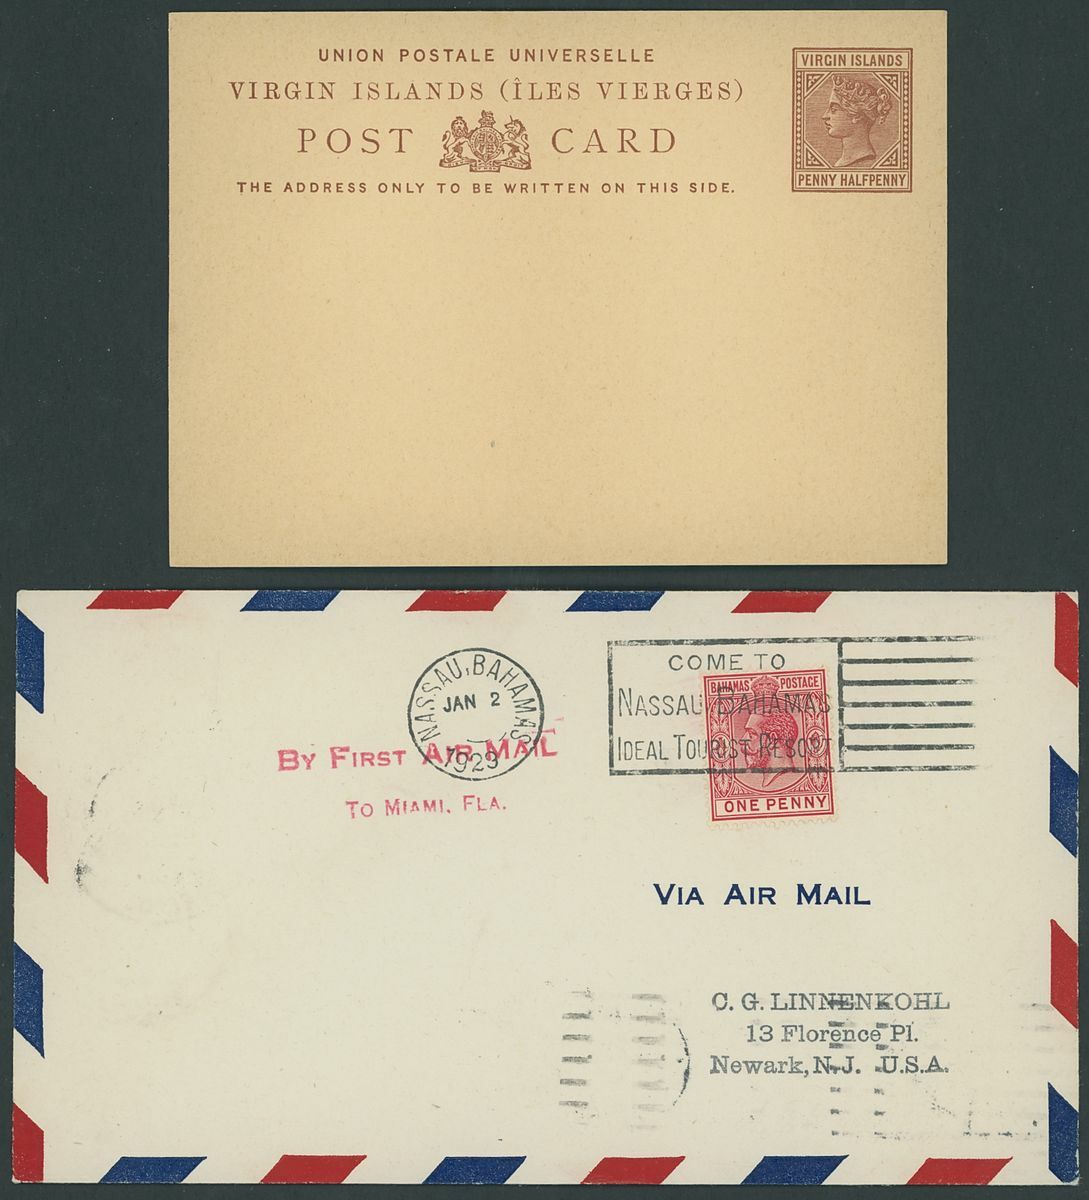 UNION POSTALE UNIVERSELLE
VIRGIN ISLANDS (ÎLES VIERGES)
POST CARD
THE ADDRESS ONLY TO BE WRITTEN ON THIS SIDE.
VIRGIN ISLANDS
PENNY HALFPENNY
NASSAU, BAHAMAS
JAN 2
1929
BY FIRST AIR MAIL
TO MIAMI, FLA.
COME TO
NASSAU BAHAMAS
IDEAL TOURIST RESORT
BAHAMAS POSTAGE
ONE PENNY
VIA AIR MAIL
C. G. LINNENKOHL
13 Florence Pl.
Newark, N. J. U.S.A.